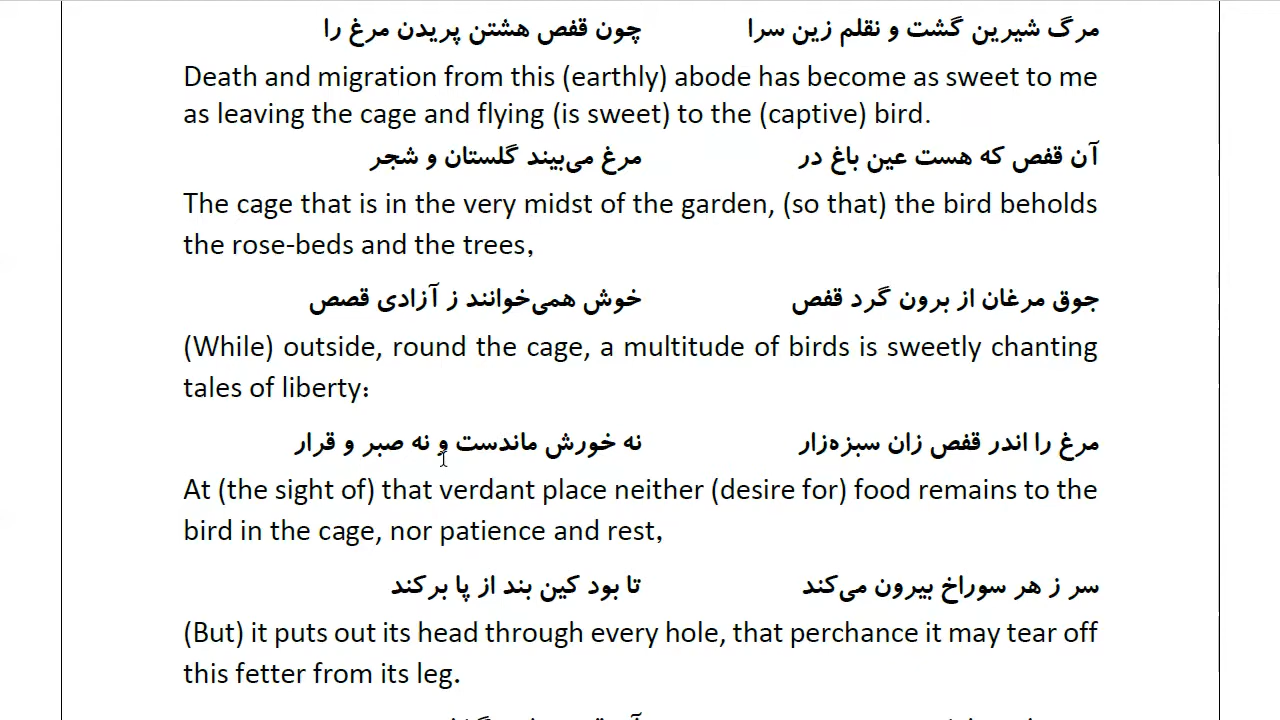 مرگ شیرین گشت و نقلم زین سرا چون قفص هشتن پریدن مرغ را
Death and migration from this (earthly) abode has become as sweet to me
as leaving the cage and flying (is sweet) to the (captive) bird.
آن قفص که هست عین باغ در مرغ می‌بیند گلستان و شجر
The cage that is in the very midst of the garden, (so that) the bird beholds
the rose-beds and the trees,
جوق مرغان از برون گرد قفص خوش همی‌خوانند ز آزادی قصص
(While) outside, round the cage, a multitude of birds is sweetly chanting
tales of liberty:
مرغ را اندر قفص زان سبزه‌زار نه خورش ماندست و نه صبر و قرار
At (the sight of) that verdant place neither (desire for) food remains to the
bird in the cage, nor patience and rest,
سر ز هر سوراخ بیرون می‌کند تا بود کین بند از پا برکند
(But) it puts out its head through every hole, that perchance it may tear off
this fetter from its leg.